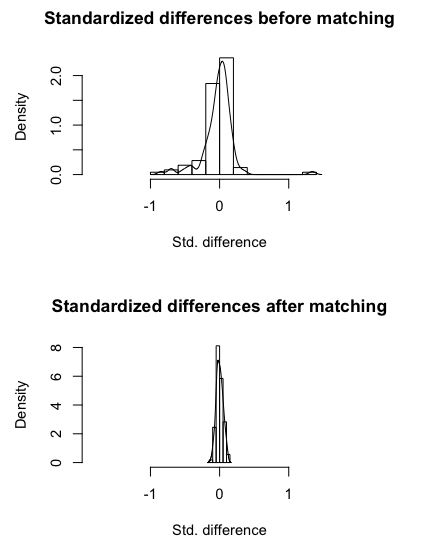 Standardized differences before matching
Density
0.0 1.0 2.0
-1 0 1
Std. difference
Standardized differences after matching
Density
0 2 4 6 8
-1 0 1
Std. difference